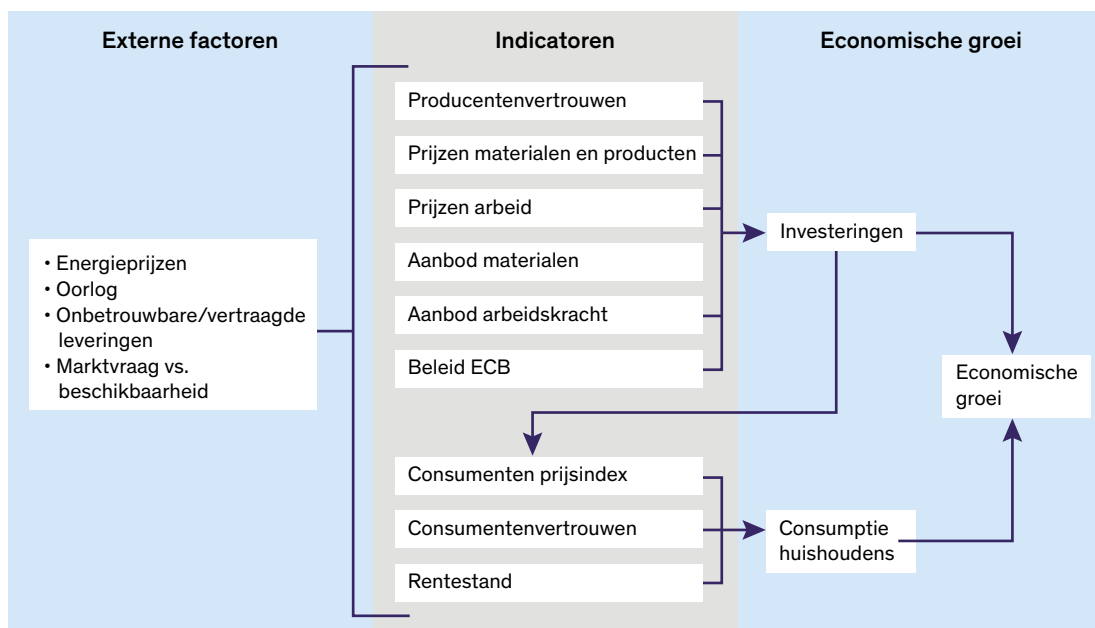 Externe factoren
Indicatoren
Economische groei
• Energieprijzen
• Oorlog
• Onbetrouwbare/vertraagde
leveringen
• Marktvraag vs.
beschikbaarheid
Producentenvertrouwen
Prijzen materialen en producten
Prijzen arbeid
Aanbod materialen
Aanbod arbeidskracht
Beleid ECB
Consumenten prijsindex
Consumentenvertrouwen
Rentestand
Investeringen
Consumptie
huishoudens
Economische
groei